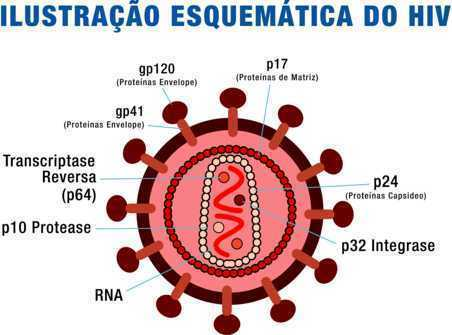 ILUSTRAÇÃO ESQUEMÁTICA DO HIV
gp120
(Proteínas Envelope)
p17
(Proteínas de Matriz)
gp41
(Proteínas Envelope)
Transcriptase
Reversa
(p64)
p24
(Proteínas Capsídeo)
p10 Protease
p32 Integrase
RNA